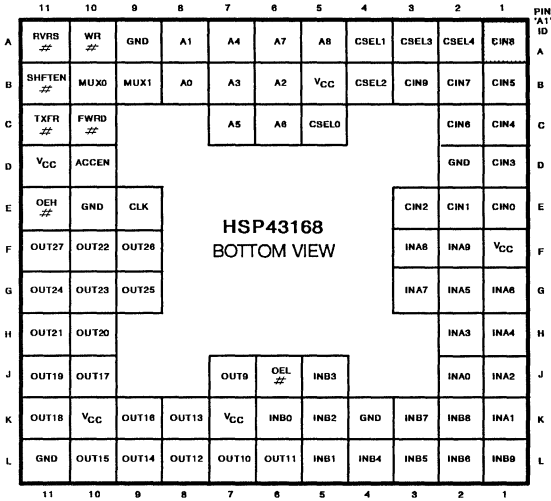 11 10 9 8 7 6 5 4 3 2 1 PIN 'A1' ID
A RVRS # WR # GND A1 A4 A7 A8 CSEL1 CSEL3 CSEL4 CIN8 A
B SHFTEN # MUX0 MUX1 A0 A3 A2 VCC CSEL2 CIN9 CIN7 CIN5 B
C TXFR # FWRD # A5 A6 CSEL0 CIN6 CIN4 C
D VCC ACCEN GND CIN3 D
E OEH # GND CLK CIN2 CIN1 CIN0 E
HSP43168
BOTTOM VIEW
F OUT27 OUT22 OUT26 INA8 INA9 VCC F
G OUT24 OUT23 OUT25 INA7 INA5 INA6 G
H OUT21 OUT20 INA3 INA4 H
J OUT19 OUT17 OUT9 OEL # INB3 INA0 INA2 J
K OUT18 VCC OUT16 OUT13 VCC INB0 INB2 GND INB7 INB8 INA1 K
L GND OUT15 OUT14 OUT12 OUT10 OUT11 INB1 INB4 INB5 INB6 INB9 L
11 10 9 8 7 6 5 4 3 2 1